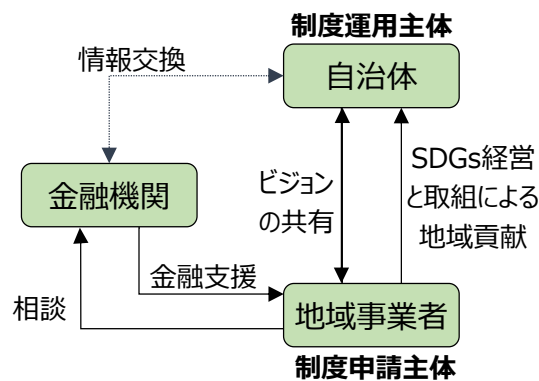 制度運用主体
情報交換
自治体
SDGs経営
と取組による
地域貢献
ビジョン
の共有
金融機関
金融支援
相談
地域事業者
制度申請主体